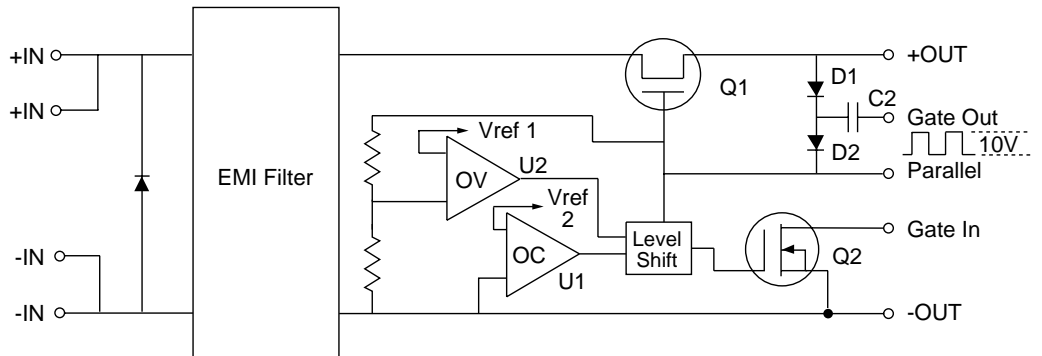 +IN
+IN
-IN
-IN
EMI Filter
Vref 1
OV
U2
Vref
2
OC
U1
Level
Shift
Q1
Q2
D1
C2
D2
+OUT
Gate Out
10V
Parallel
Gate In
-OUT